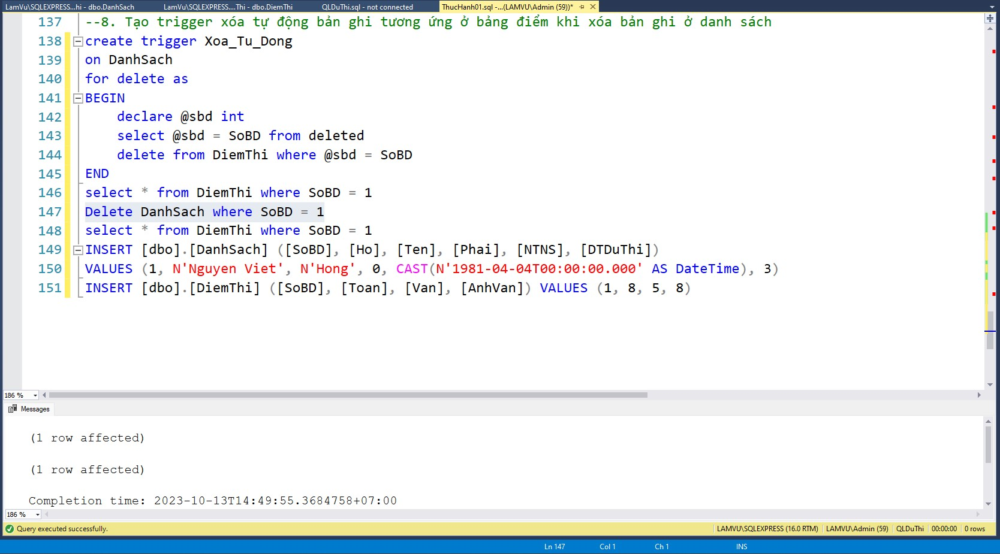 LamVu\SQLEXPRESS...hi - dbo.DanhSach
LamVu\SQLEXPRESS....Thi - dbo.DiemThi
QLDuThi.sql - not connected
ThucHanh01.sql -...(LAMVU\Admin (59))*
137 --8. Tạo trigger xóa tự động bản ghi tương ứng ở bảng điểm khi xóa bản ghi ở danh sách
138 create trigger Xoa_Tu_Dong
139 on DanhSach
140 for delete as
141 BEGIN
142 declare @sbd int
143 select @sbd = SoBD from deleted
144 delete from DiemThi where @sbd = SoBD
145 END
146 select * from DiemThi where SoBD = 1
147 Delete DanhSach where SoBD = 1
148 select * from DiemThi where SoBD = 1
149 INSERT [dbo].[DanhSach] ([SoBD], [Ho], [Ten], [Phai], [NTNS], [DTDuThi])
150 VALUES (1, N'Nguyen Viet', N'Hong', 0, CAST(N'1981-04-04T00:00:00.000' AS DateTime), 3)
151 INSERT [dbo].[DiemThi] ([SoBD], [Toan], [Van], [AnhVan]) VALUES (1, 8, 5, 8)
186 %
Messages
(1 row affected)
(1 row affected)
Completion time: 2023-10-13T14:49:55.3684758+07:00
186 %
Query executed successfully.
LAMVU\SQLEXPRESS (16.0 RTM)
LAMVU\Admin (59)
QLDuThi
00:00:00
0 rows
Ln 147
Col 1
Ch 1
INS